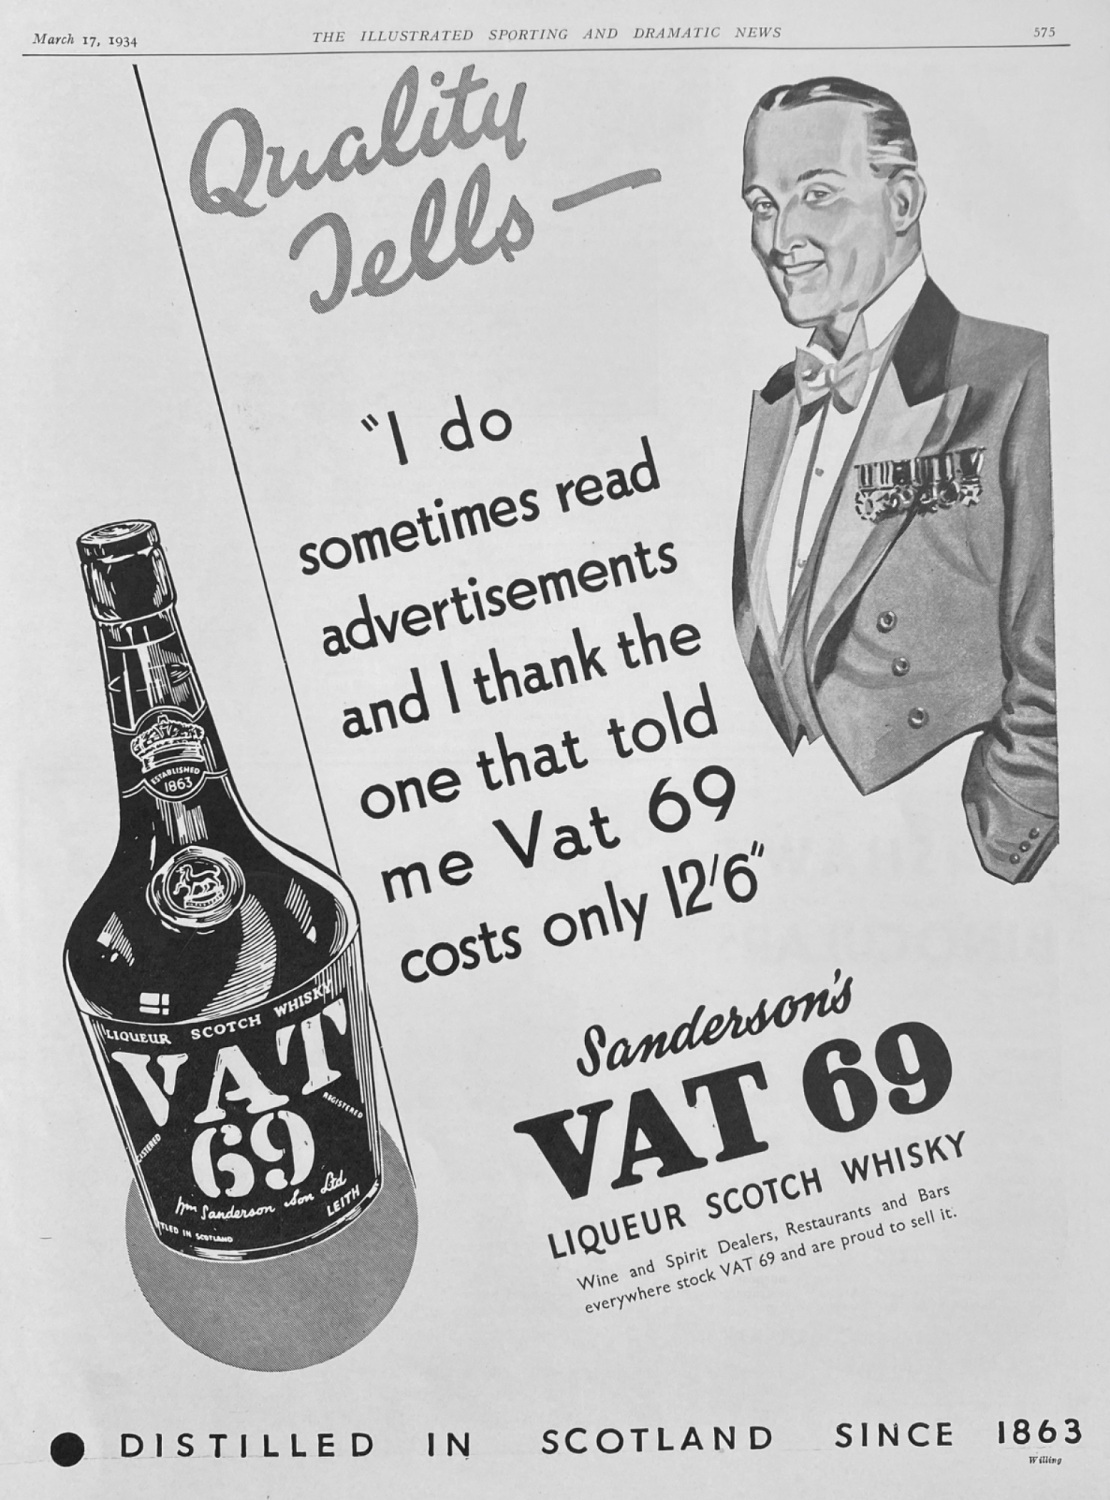 March 17, 1934
THE ILLUSTRATED SPORTING AND DRAMATIC NEWS
575
Quality
Tells—
"I do
sometimes read
advertisements
and I thank the
one that told
me Vat 69
costs only 12/6"
ESTABLISHED
1863
LIQUEUR SCOTCH WHISKY
VAT
REGISTERED
69
Wm Sanderson & Son Ltd
LEITH
IN SCOTLAND
Sanderson's
VAT 69
LIQUEUR SCOTCH WHISKY
Wine and Spirit Dealers, Restaurants and Bars
everywhere stock VAT 69 and are proud to sell it.
DISTILLED IN SCOTLAND SINCE 1863
Willing